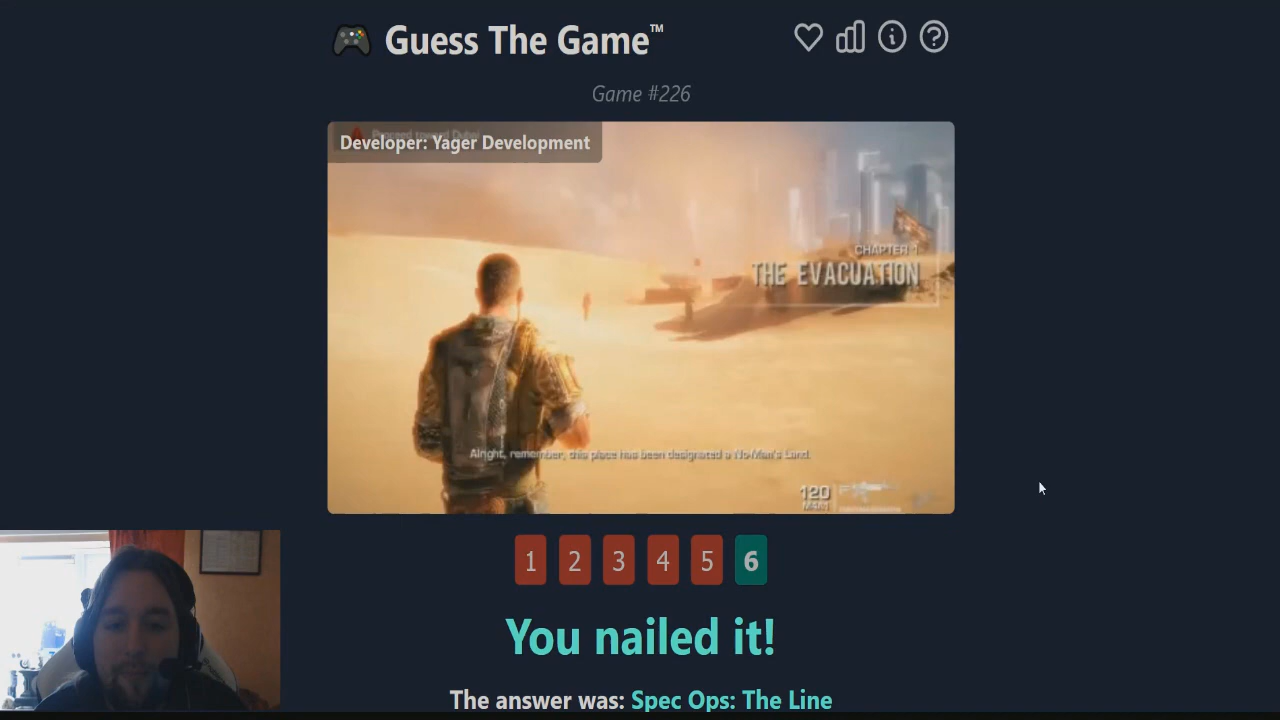 Guess The Game™
Game #226
Developer: Yager Development
CHAPTER 1
THE EVACUATION
Alright, remember, this place has been designated a No-Man's Land.
120
M4A1
1 2 3 4 5 6
You nailed it!
The answer was: Spec Ops: The Line